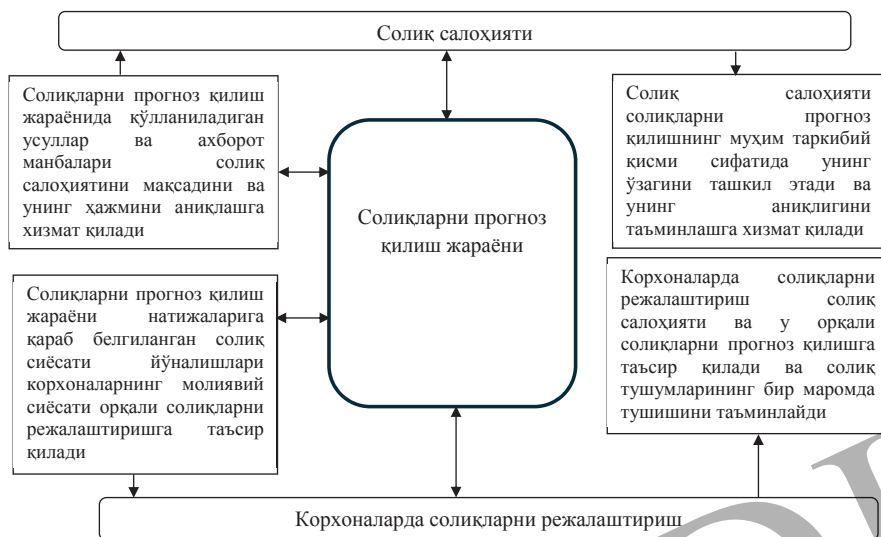 Солиқ салоҳияти
Солиқларни прогноз қилиш
жараёнида қўлланиладиган
усуллар ва ахборот
манбалари солиқ
салоҳиятини мақсадини ва
унинг ҳажмини аниқлашга
хизмат қилади
Солиқ салоҳияти
солиқларни прогноз
қилишнинг муҳим таркибий
қисми сифатида унинг
ўзагини ташкил этади ва
унинг аниқлигини
таъминлашга хизмат қилади
Солиқларни прогноз
қилиш жараёни
Солиқларни прогноз қилиш
жараёни натижаларига
қараб белгиланган солиқ
сиёсати йўналишлари
корхоналарнинг молиявий
сиёсати орқали солиқларни
режалаштиришга таъсир
қилади
Корхоналарда солиқларни
режалаштириш солиқ
салоҳияти ва у орқали
солиқларни прогноз қилишга
таъсир қилади ва солиқ
тушумларининг бир маромда
тушишини таъминлайди
Корхоналарда солиқларни режалаштириш